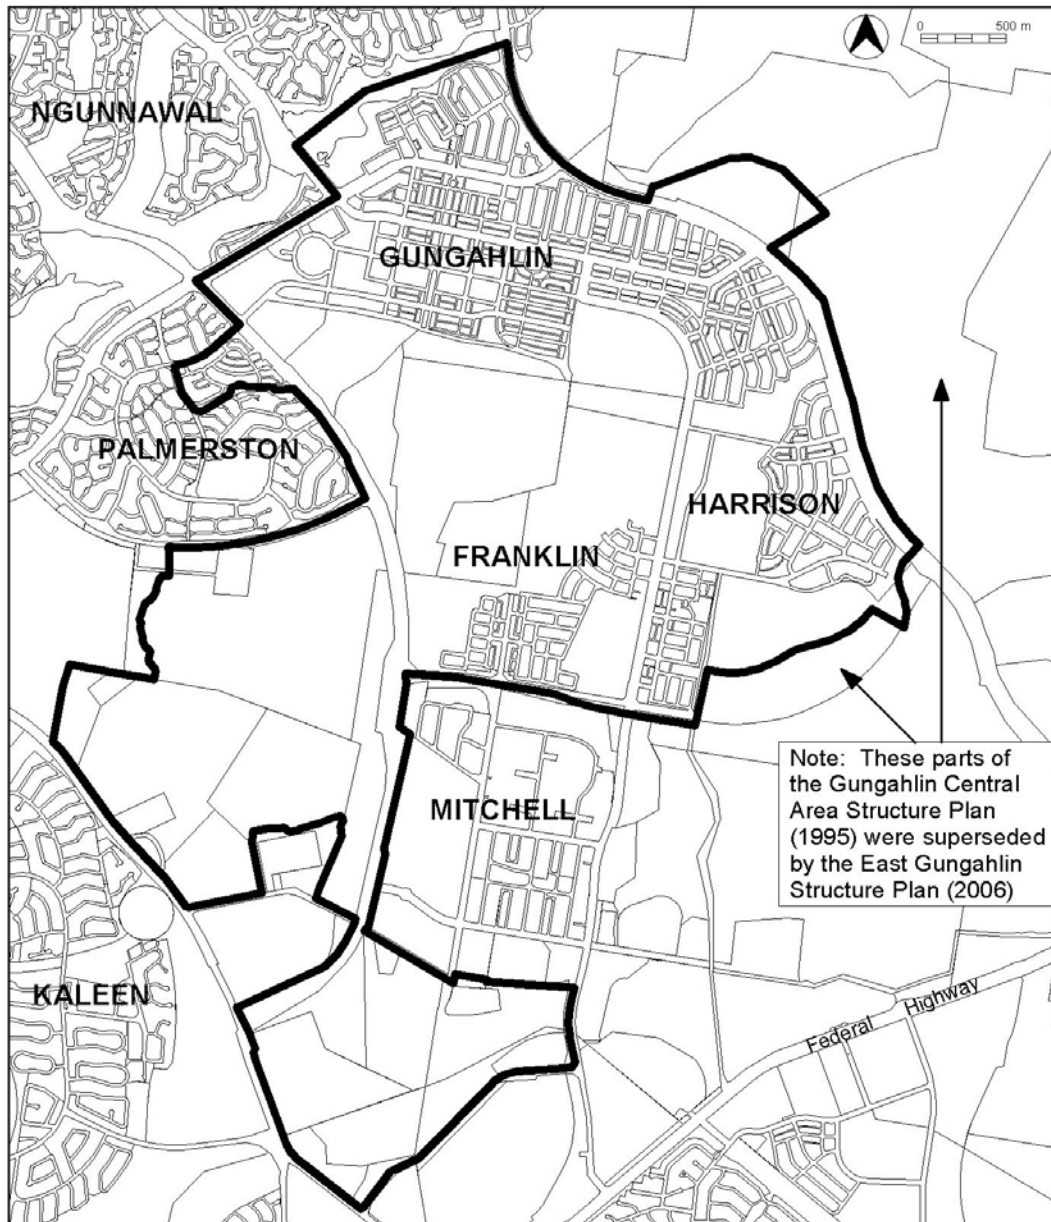 0 500 m
NGUNNAWAL
GUNGAHLIN
PALMERSTON
HARRISON
FRANKLIN
Note: These parts of
the Gungahlin Central
Area Structure Plan
(1995) were superseded
by the East Gungahlin
Structure Plan (2006)
MITCHELL
KALEEN
Federal Highway